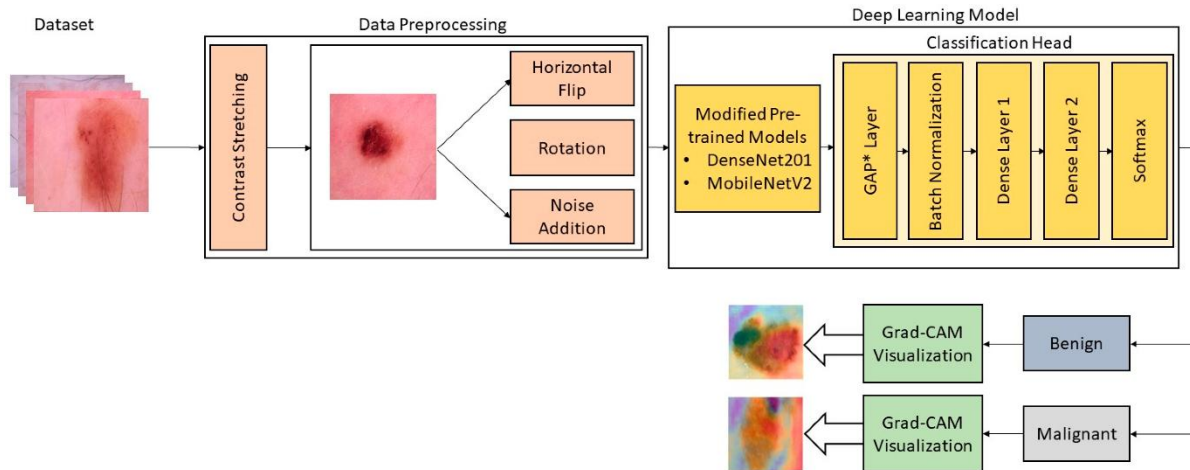 Dataset
Data Preprocessing
Deep Learning Model
Classification Head
Contrast Stretching
Horizontal
Flip
Rotation
Noise
Addition
Modified Pre-
trained Models
• DenseNet201
• MobileNetV2
GAP* Layer
Batch Normalization
Dense Layer 1
Dense Layer 2
Softmax
Grad-CAM
Visualization
Benign
Grad-CAM
Visualization
Malignant